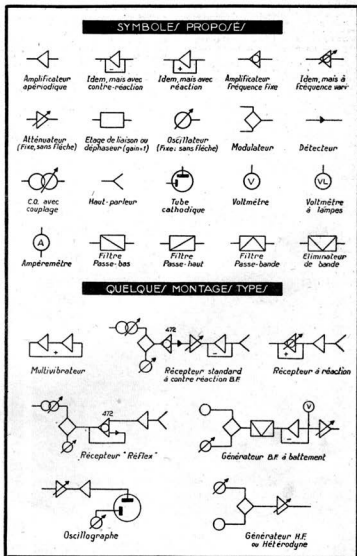 SYMBOLES PROPOSÉS
Amplificateur
apériodique
Idem, mais avec
contre-réaction
Idem, mais avec
réaction
Amplificateur
fréquence fixe
Idem, mais à
fréquence vari
Atténuateur
(Fixe, sans flèche)
Etage de liaison ou
déphaseur (gain=1)
Oscillateur
(Fixe: sans flèche)
Modulateur
Détecteur
C.O. avec
couplage
Haut-parleur
Tube
cathodique
V
Voltmètre
VL
Voltmètre
à lampes
A
Ampèremètre
Filtre
Passe-bas
Filtre
Passe-haut
Filtre
Passe-bande
Eliminateur
de bande
QUELQUES MONTAGES TYPES
Multivibrateur
472
Récepteur standard
à contre réaction B.F.
Récepteur à réaction
472
Récepteur "Réflex"
V
Générateur B.F. à battement
Oscillographe
Générateur H.F.
ou Hétérodyne